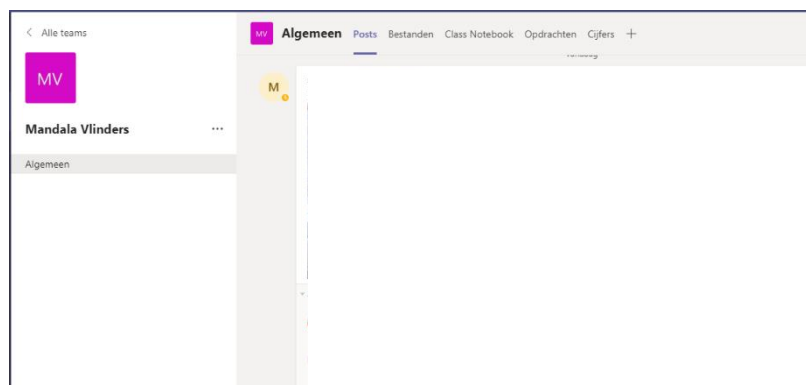 Alle teams
MV
Mandala Vlinders
Algemeen
MV Algemeen Posts Bestanden Class Notebook Opdrachten Cijfers
M